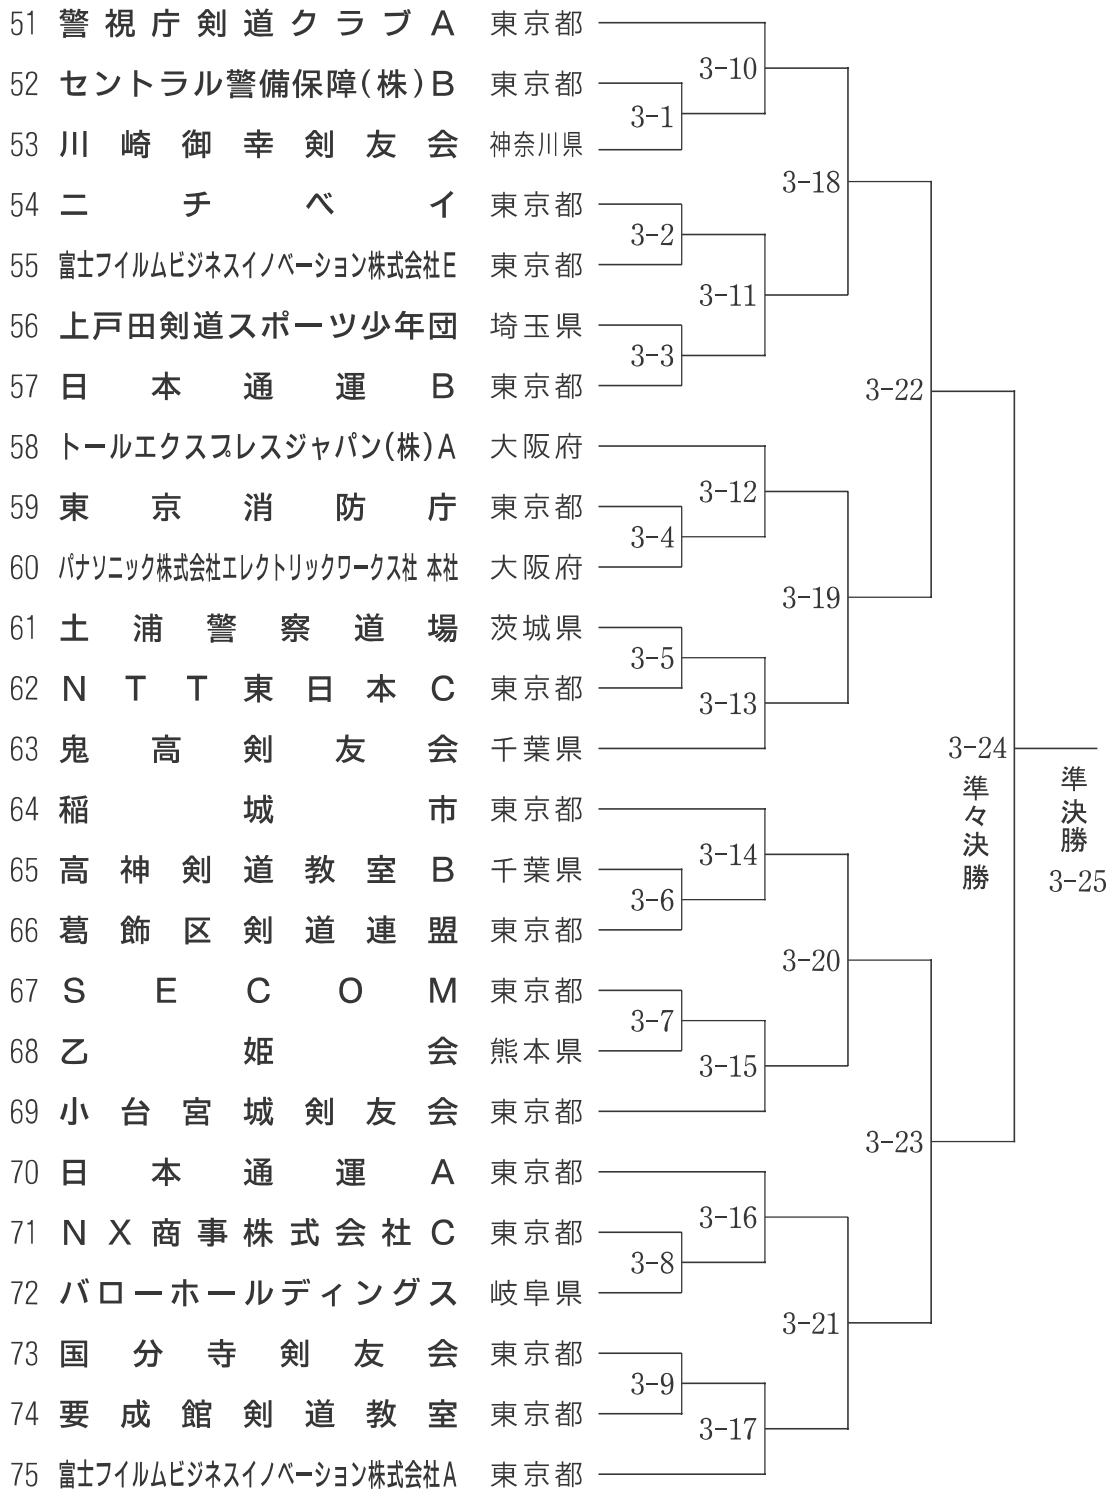 51 警視庁剣道クラブA 東京都
52 セントラル警備保障(株)B 東京都
53 川崎御幸剣友会 神奈川県
54 ニチベイ 東京都
55 富士フイルムビジネスイノベーション株式会社E 東京都
56 上戸田剣道スポーツ少年団 埼玉県
57 日本通運B 東京都
58 トールエクスプレスジャパン(株)A 大阪府
59 東京消防庁 東京都
60 パナソニック株式会社エレクトリックワークス社 本社 大阪府
61 土浦警察道場 茨城県
62 NTT東日本C 東京都
63 鬼高剣友会 千葉県
64 稲城市 東京都
65 高神剣道教室B 千葉県
66 葛飾区剣道連盟 東京都
67 SECOM 東京都
68 乙姫会 熊本県
69 小台宮城剣友会 東京都
70 日本通運A 東京都
71 NX商事株式会社C 東京都
72 バローホールディングス 岐阜県
73 国分寺剣友会 東京都
74 要成館剣道教室 東京都
75 富士フイルムビジネスイノベーション株式会社A 東京都
3-1
3-2
3-3
3-4
3-5
3-6
3-7
3-8
3-9
3-10
3-11
3-12
3-13
3-14
3-15
3-16
3-17
3-18
3-19
3-20
3-21
3-22
3-23
3-24
準々決勝
準決勝
3-25